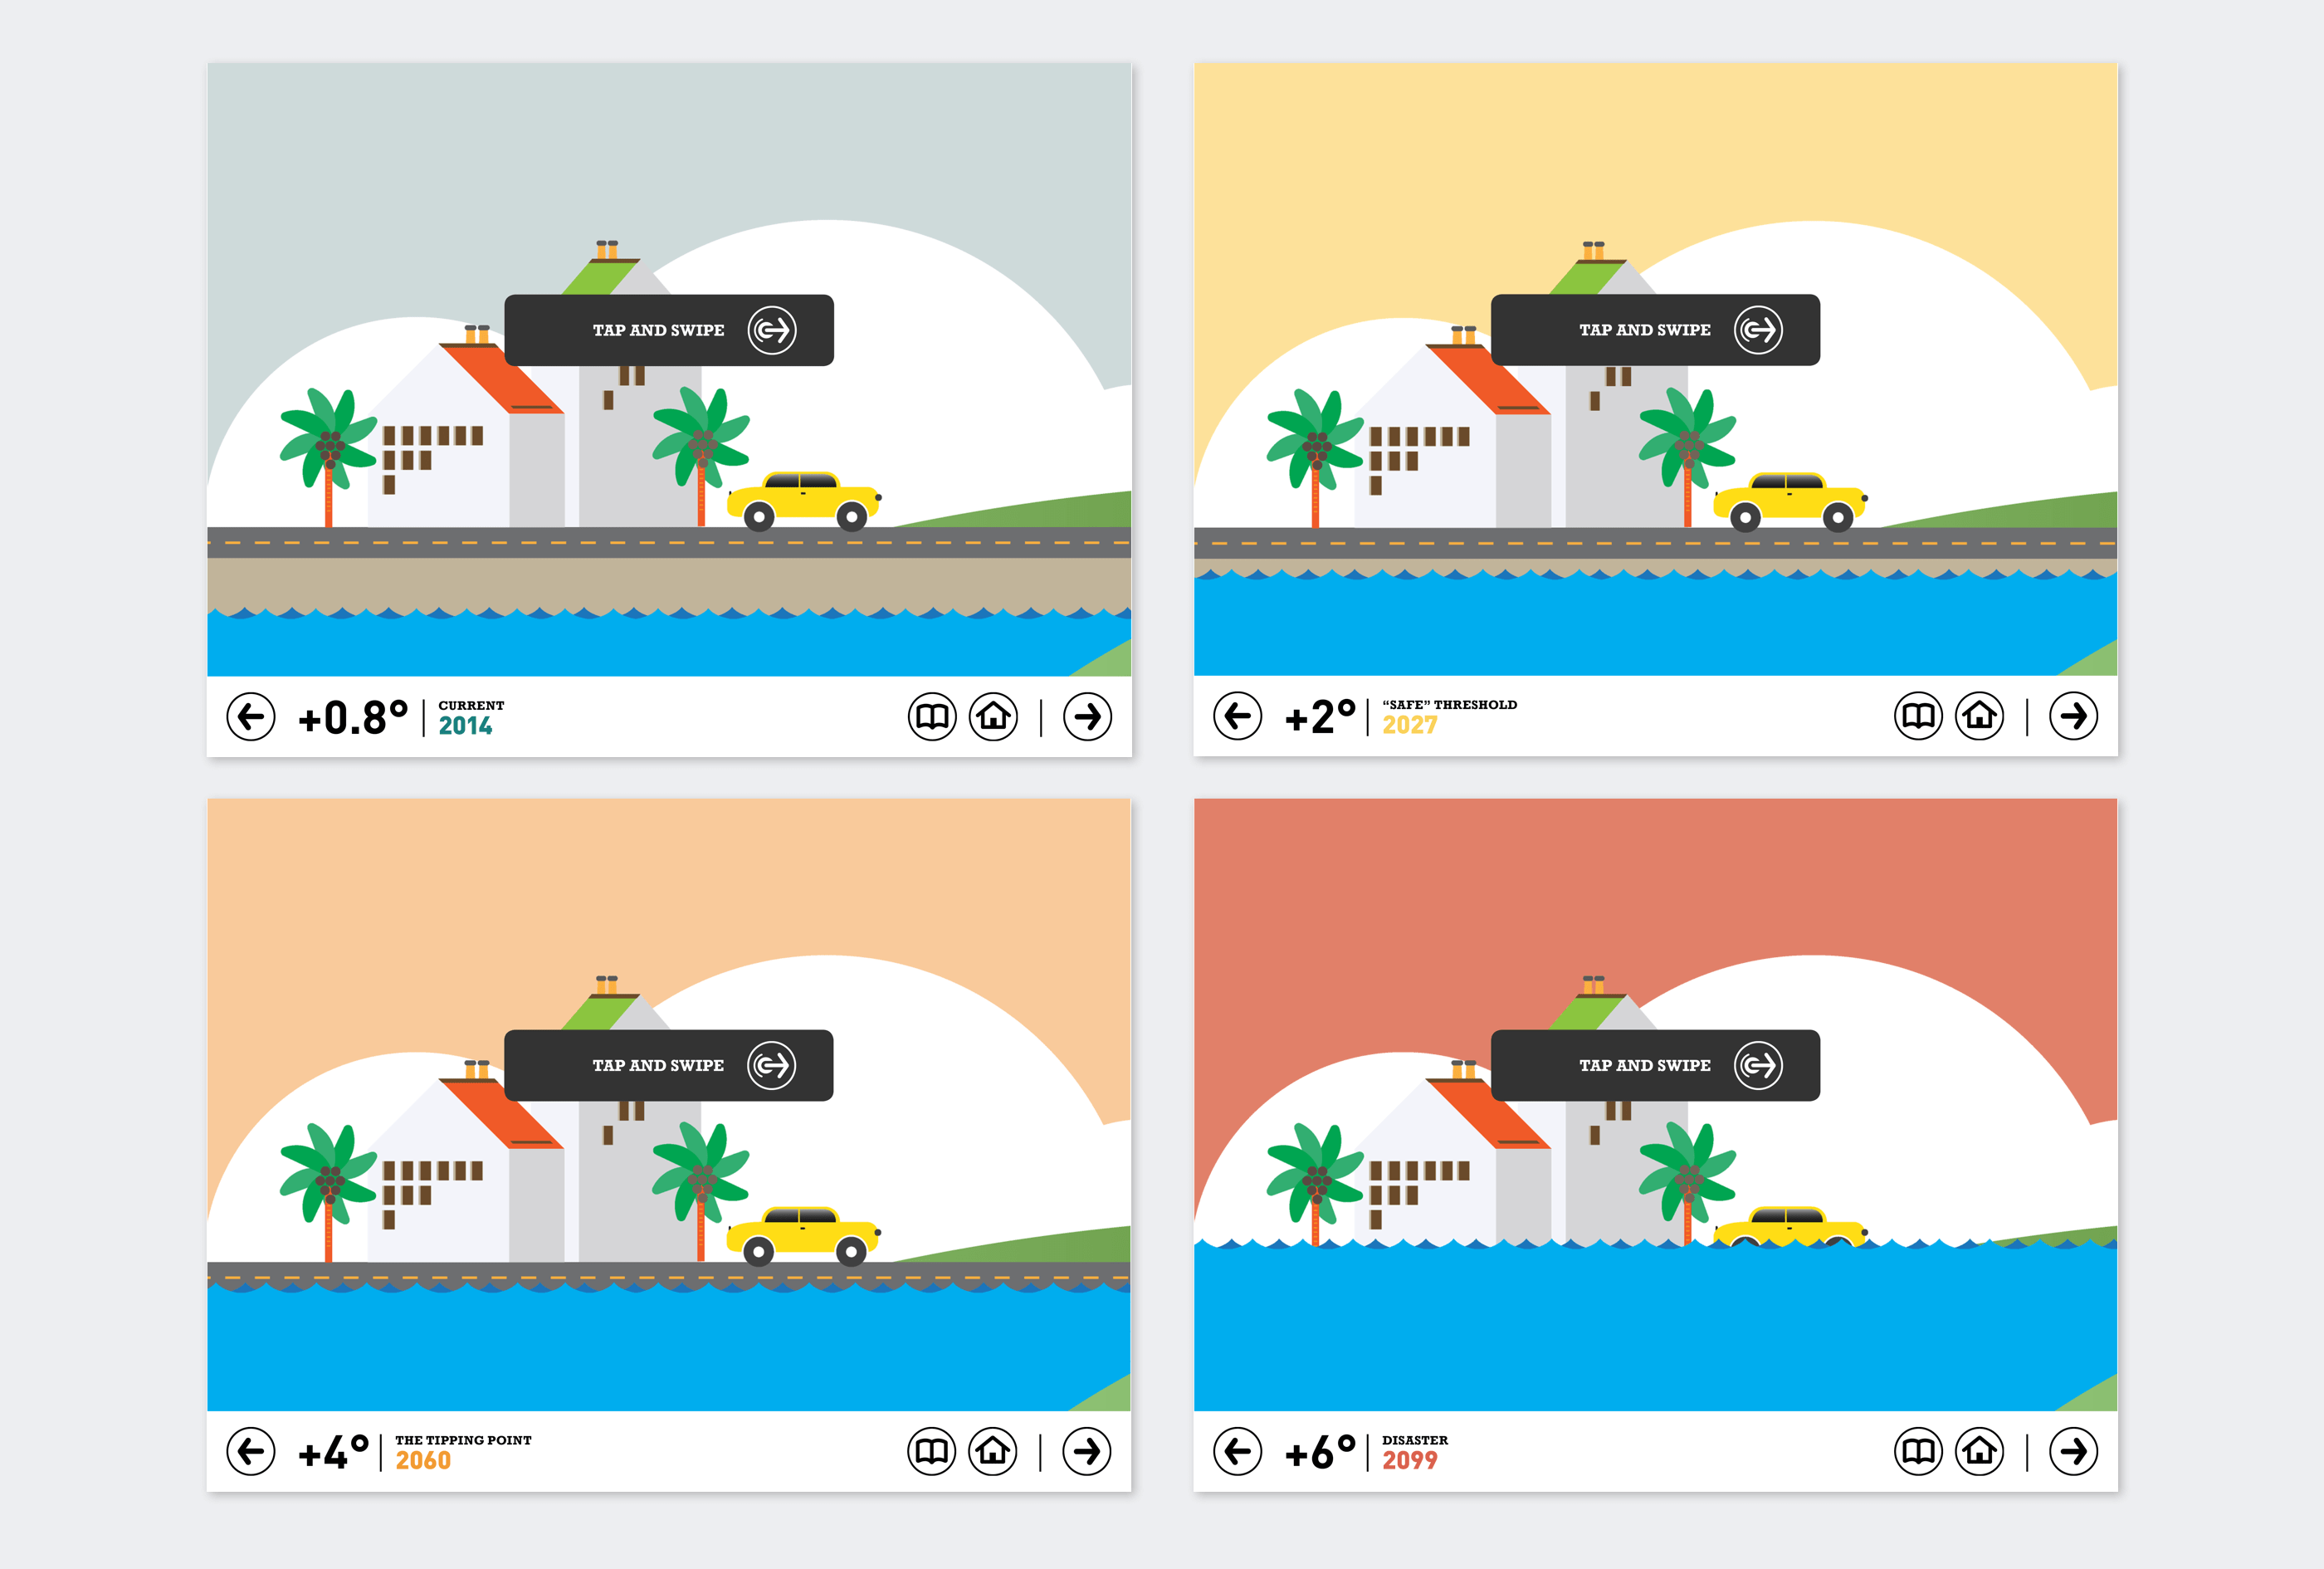 TAP AND SWIPE
+0.8° | CURRENT
2014
TAP AND SWIPE
+2° | “SAFE” THRESHOLD
2027
TAP AND SWIPE
+4° | THE TIPPING POINT
2060
TAP AND SWIPE
+6° | DISASTER
2099